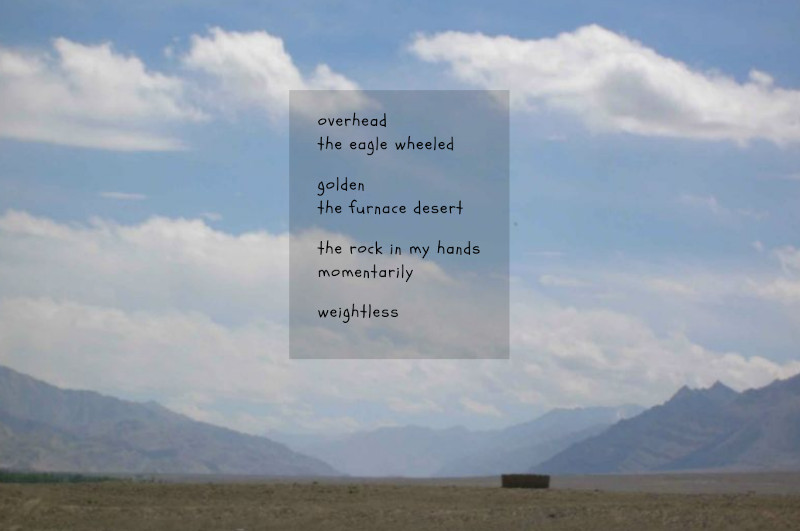 overhead
the eagle wheeled
golden
the furnace desert
the rock in my hands
momentarily
weightless